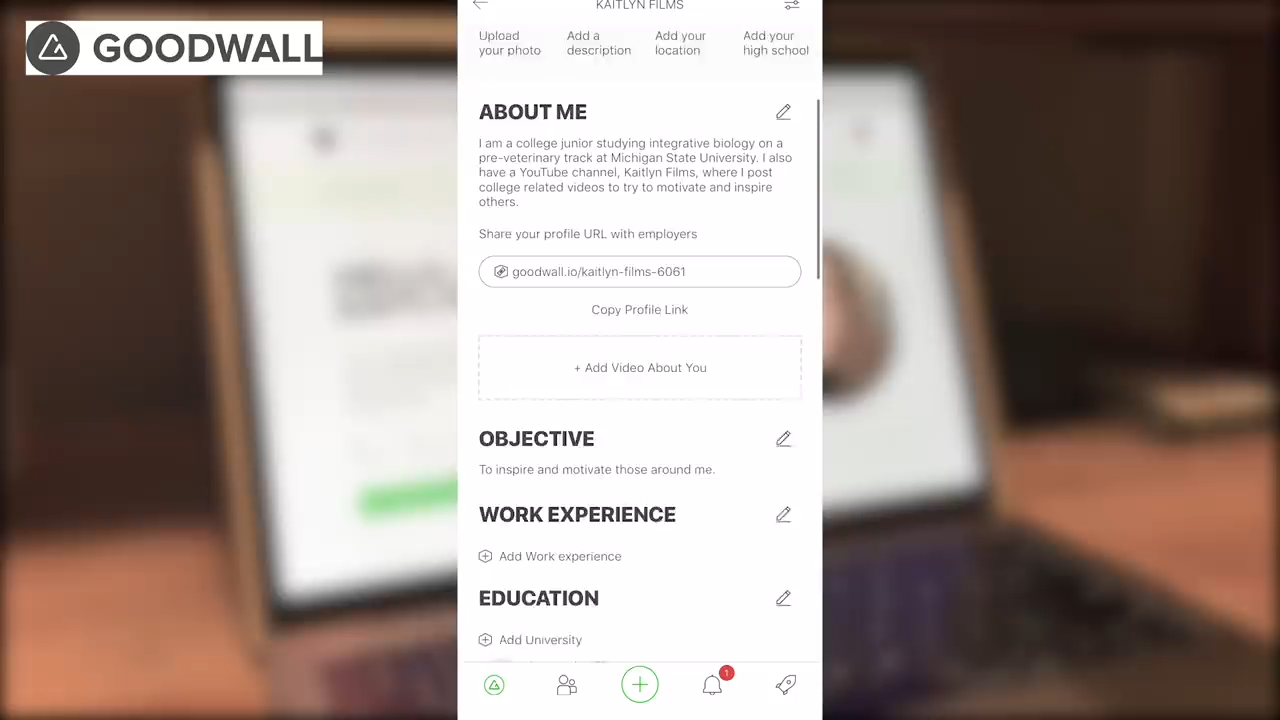 GOODWALL
KAITLYN FILMS
Upload your photo
Add a description
Add your location
Add your high school
ABOUT ME
I am a college junior studying integrative biology on a
pre-veterinary track at Michigan State University. I also
have a YouTube channel, Kaitlyn Films, where I post
college related videos to try to motivate and inspire
others.
Share your profile URL with employers
goodwall.io/kaitlyn-films-6061
Copy Profile Link
+ Add Video About You
OBJECTIVE
To inspire and motivate those around me.
WORK EXPERIENCE
Add Work experience
EDUCATION
Add University
1